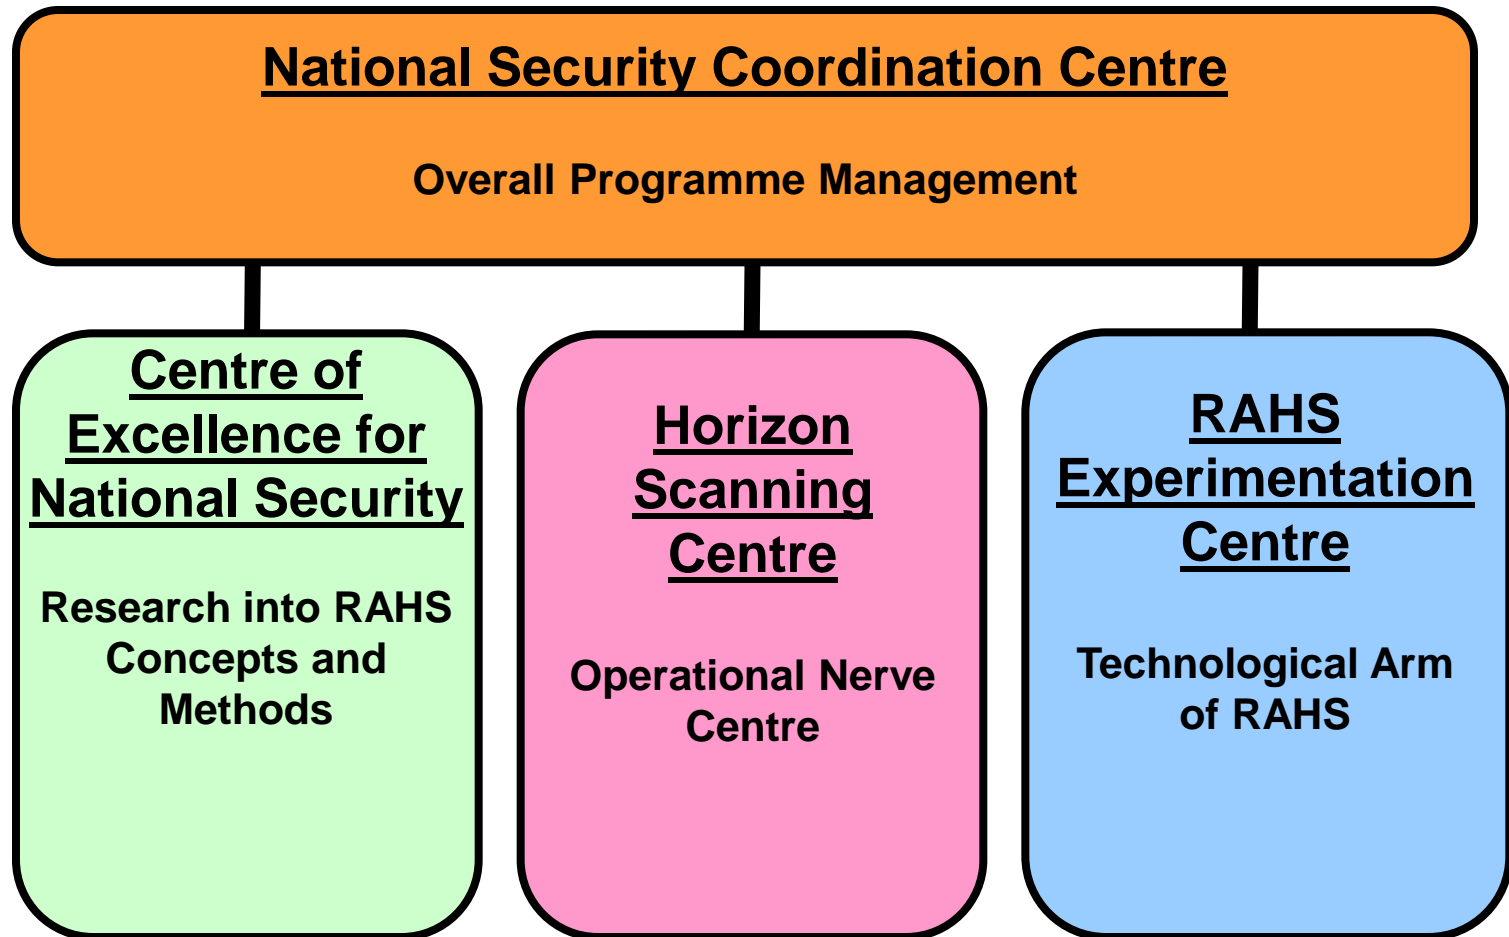 National Security Coordination Centre
Overall Programme Management
Centre of
Excellence for
National Security
Research into RAHS
Concepts and
Methods
Horizon
Scanning
Centre
Operational Nerve
Centre
RAHS
Experimentation
Centre
Technological Arm
of RAHS